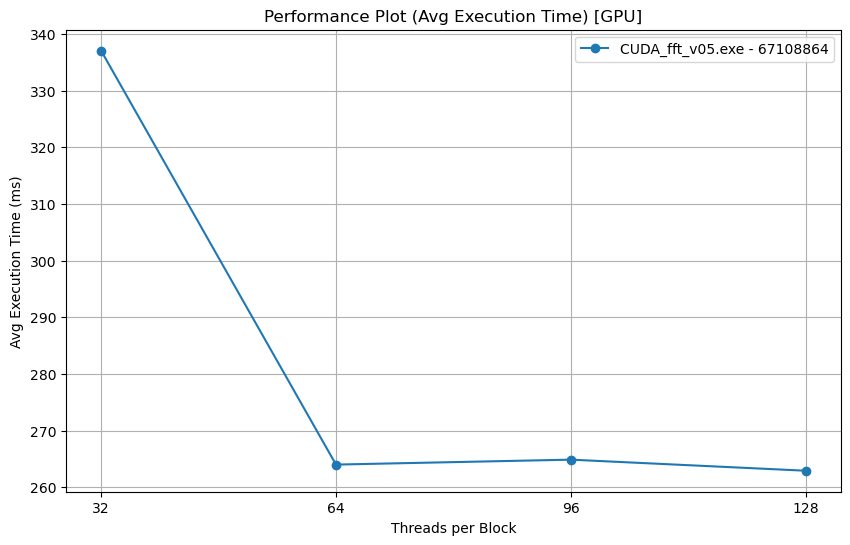 Performance Plot (Avg Execution Time) [GPU]
CUDA_fft_v05.exe - 67108864
Avg Execution Time (ms)
340
330
320
310
300
290
280
270
260
32 64 96 128
Threads per Block